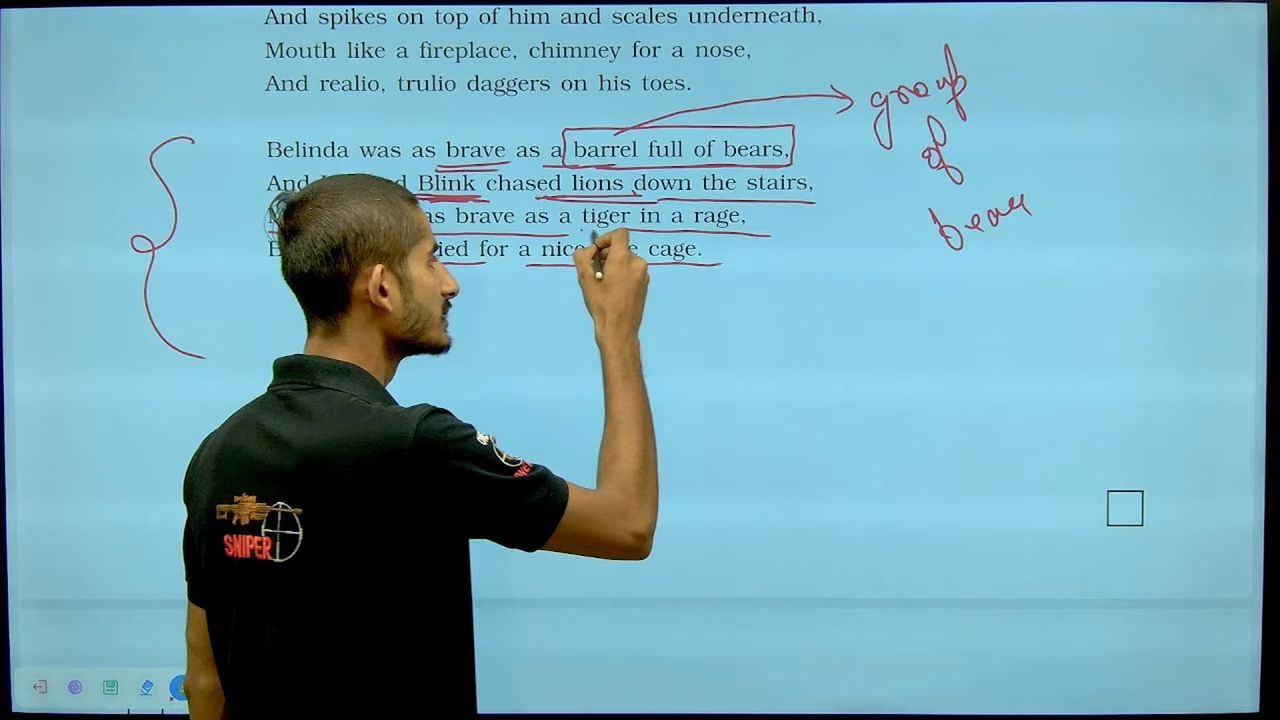 And spikes on top of him and scales underneath,
Mouth like a fireplace, chimney for a nose,
And realio, trulio daggers on his toes.
Belinda was as brave as a barrel full of bears,
And Blink chased lions down the stairs,
as brave as a tiger in a rage,
for a nice cage.
group
of
bears
SNIPER